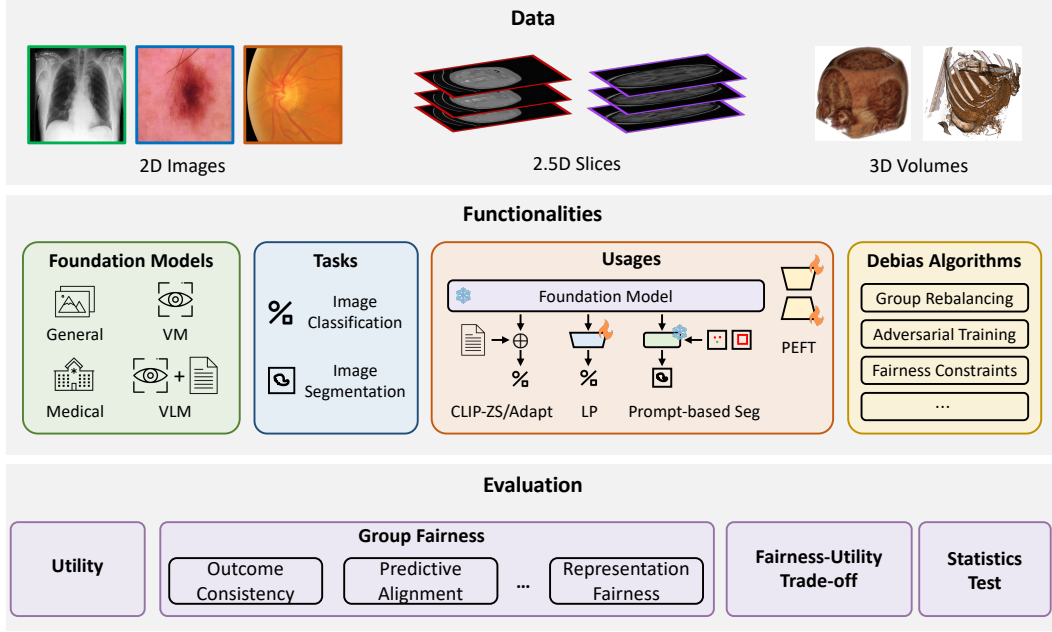 Data
2D Images
2.5D Slices
3D Volumes
Functionalities
Foundation Models
General
VM
Medical
VLM
+
Tasks
Image
Classification
Image
Segmentation
Usages
Foundation Model
CLIP-ZS/Adapt
LP
Prompt-based Seg
PEFT
Debias Algorithms
Group Rebalancing
Adversarial Training
Fairness Constraints
...
Evaluation
Utility
Group Fairness
Outcome
Consistency
Predictive
Alignment
...
Representation
Fairness
Fairness-Utility
Trade-off
Statistics
Test